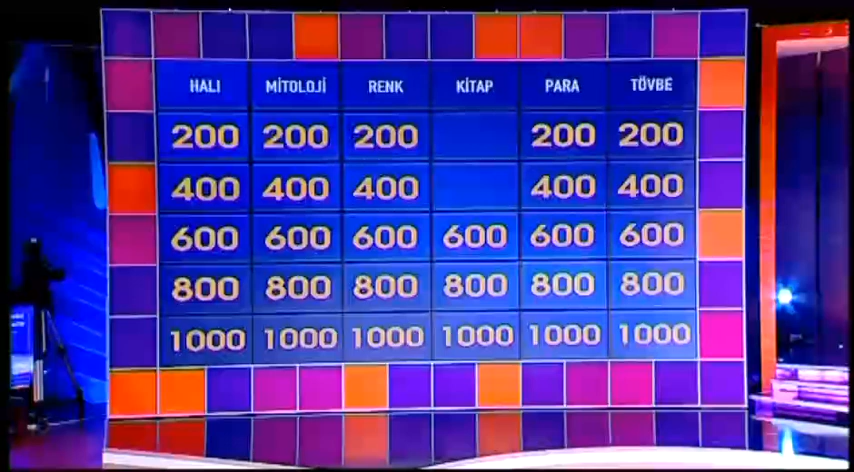 HALI MİTOLOJİ RENK KİTAP PARA TÖVBE
200 200 200 200 200
400 400 400 400 400
600 600 600 600 600 600
800 800 800 800 800 800
1000 1000 1000 1000 1000 1000